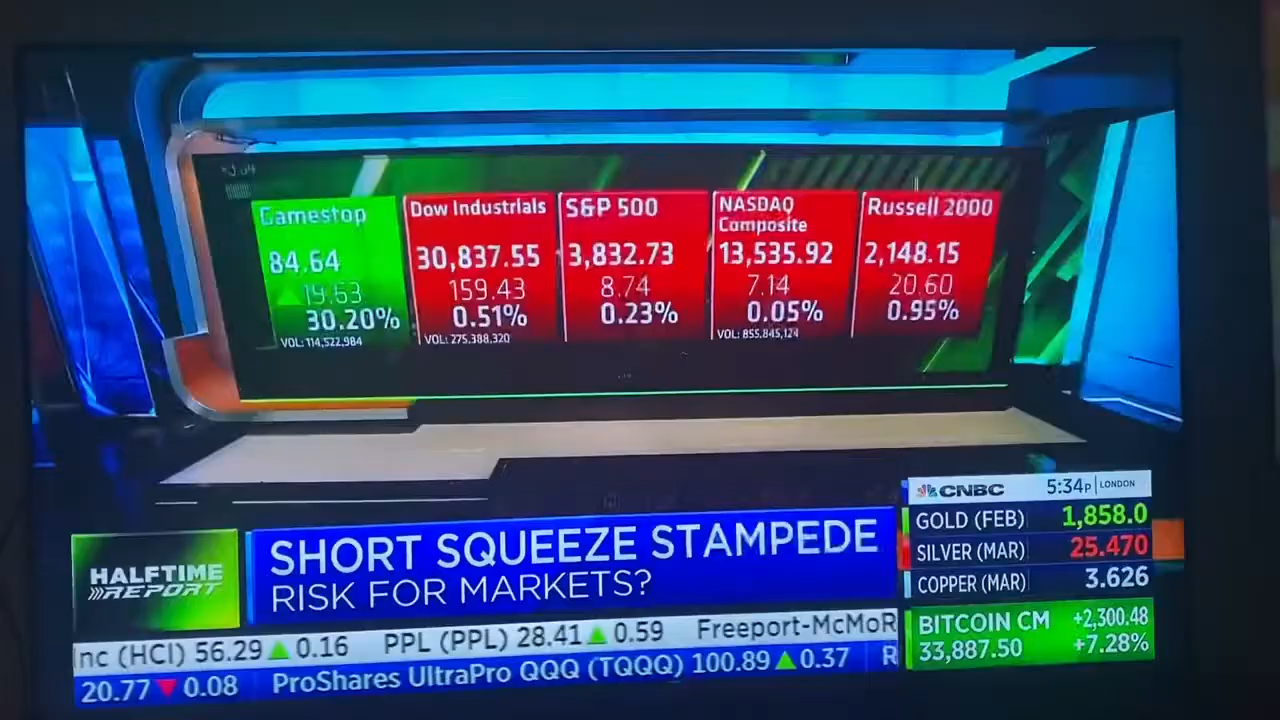 Gamestop
84.64
19.63
30.20%
VOL: 114,522,984
Dow Industrials
30,837.55
159.43
0.51%
VOL: 275,388,320
S&P 500
3,832.73
8.74
0.23%
NASDAQ
Composite
13,535.92
7.14
0.05%
VOL: 855,845,124
Russell 2000
2,148.15
20.60
0.95%
CNBC 5:34P LONDON
GOLD (FEB) 1,858.0
SILVER (MAR) 25.470
COPPER (MAR) 3.626
BITCOIN CM +2,300.48
33,887.50 +7.28%
HALFTIME
REPORT
SHORT SQUEEZE STAMPEDE
RISK FOR MARKETS?
nc (HCI) 56.29 ▲ 0.16 PPL (PPL) 28.41 ▲ 0.59 Freeport-McMoR
20.77 ▼ 0.08 ProShares UltraPro QQQ (TQQQ) 100.89 ▲ 0.37 R